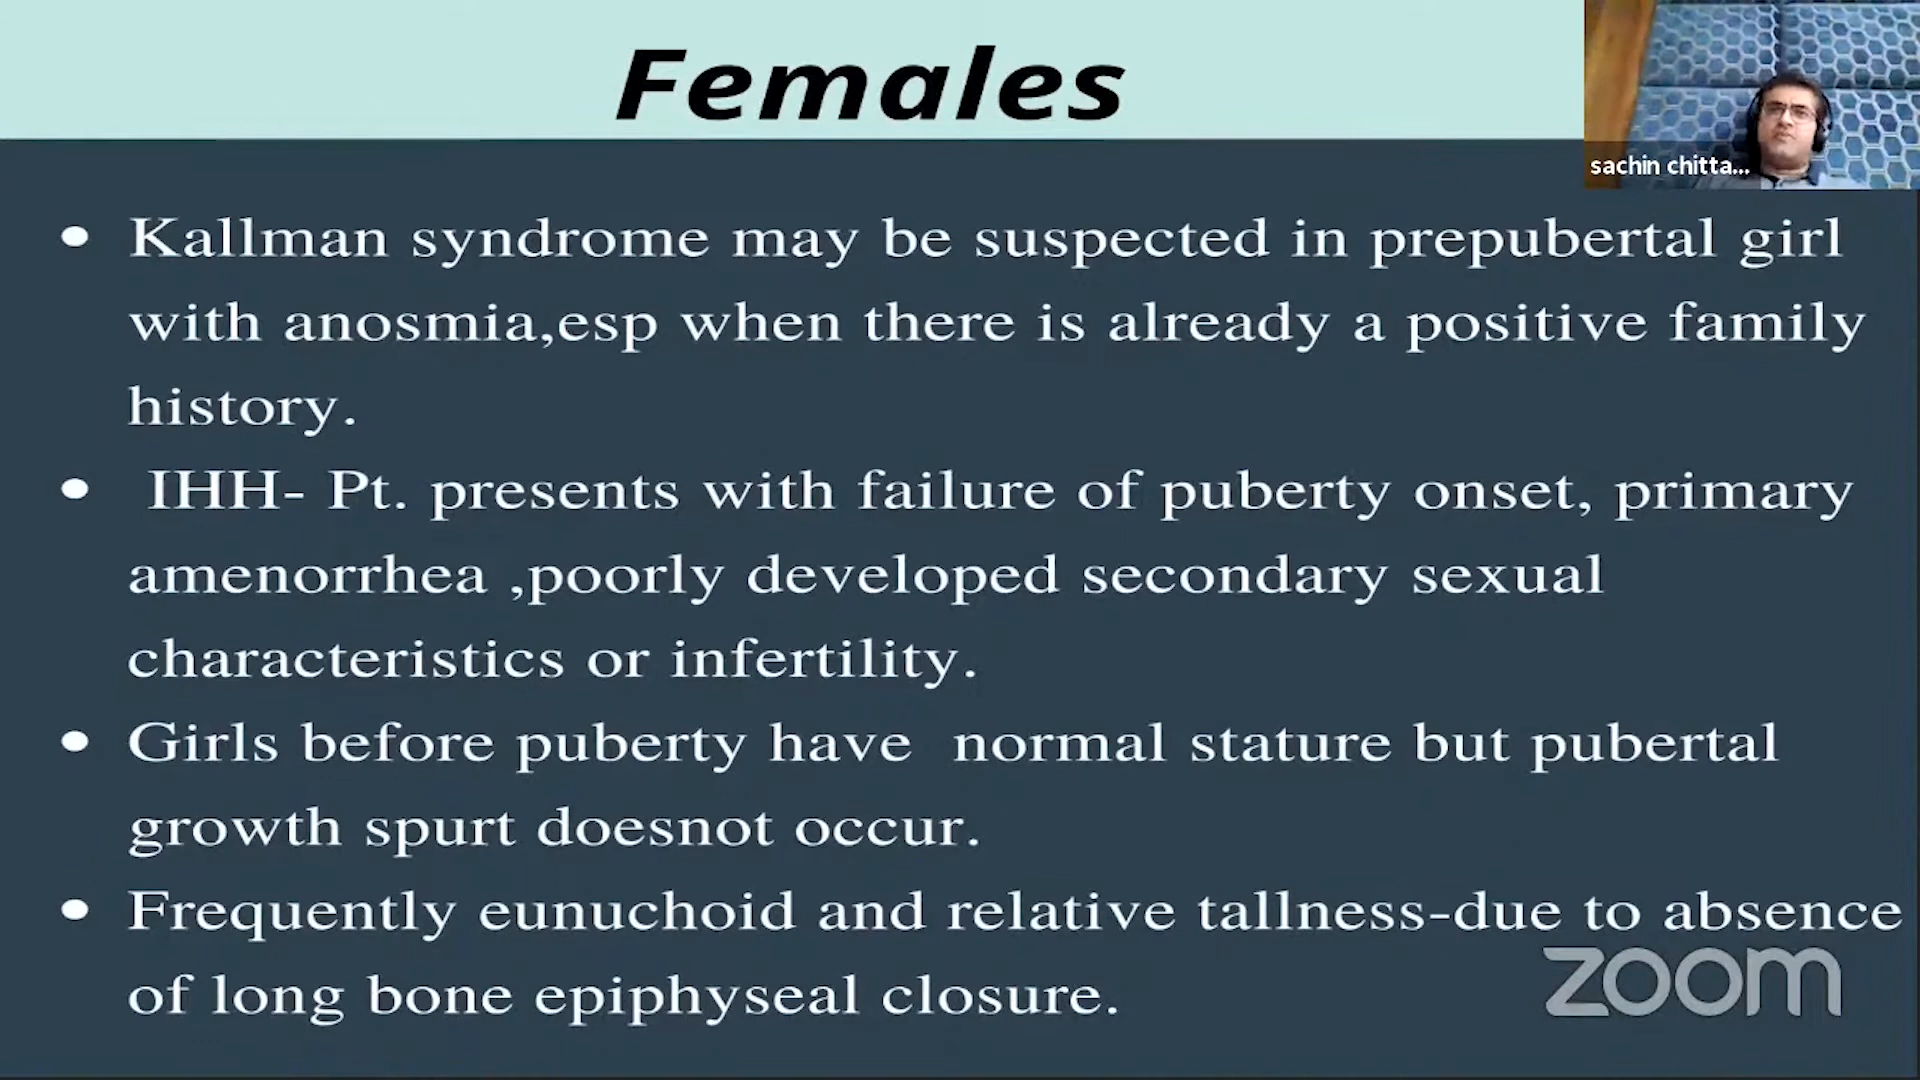 Females
sachin chitta...
• Kallman syndrome may be suspected in prepubertal girl
with anosmia,esp when there is already a positive family
history.
• IHH- Pt. presents with failure of puberty onset, primary
amenorrhea ,poorly developed secondary sexual
characteristics or infertility.
• Girls before puberty have normal stature but pubertal
growth spurt doesnot occur.
• Frequently eunuchoid and relative tallness-due to absence
of long bone epiphyseal closure.
zoom